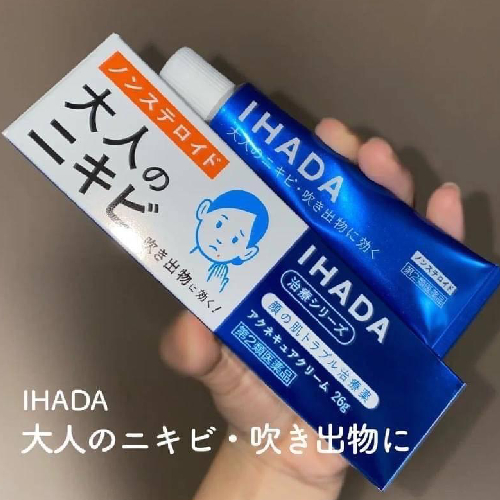 ノンステロイド
大人の
ニキビ
吹き出物に効く!
IHADA
治療シリーズ
顔の肌トラブル治療薬
第2類医薬品
アクネキュアクリーム 26g
IHADA
大人のニキビ・吹き出物に効く
ノンステロイド
第2類医薬品
IHADA
大人のニキビ・吹き出物に